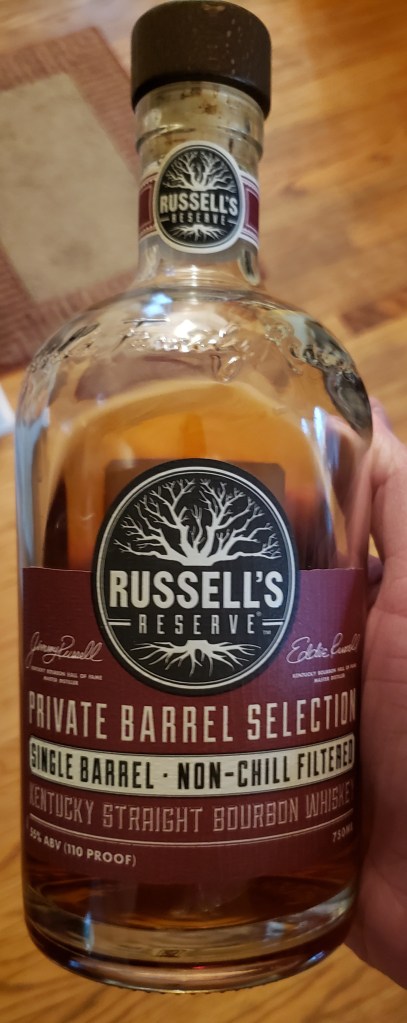 RUSSELL'S
RESERVE
RUSSELL'S
RESERVE
TM
Jimmy Russell
KENTUCKY BOURBON HALL OF FAME
MASTER DISTILLER
Eddie Russell
KENTUCKY BOURBON HALL OF FAME
MASTER DISTILLER
PRIVATE BARREL SELECTION
SINGLE BARREL · NON-CHILL FILTERED
KENTUCKY STRAIGHT BOURBON WHISKEY
55% ABV (110 PROOF)
750ML